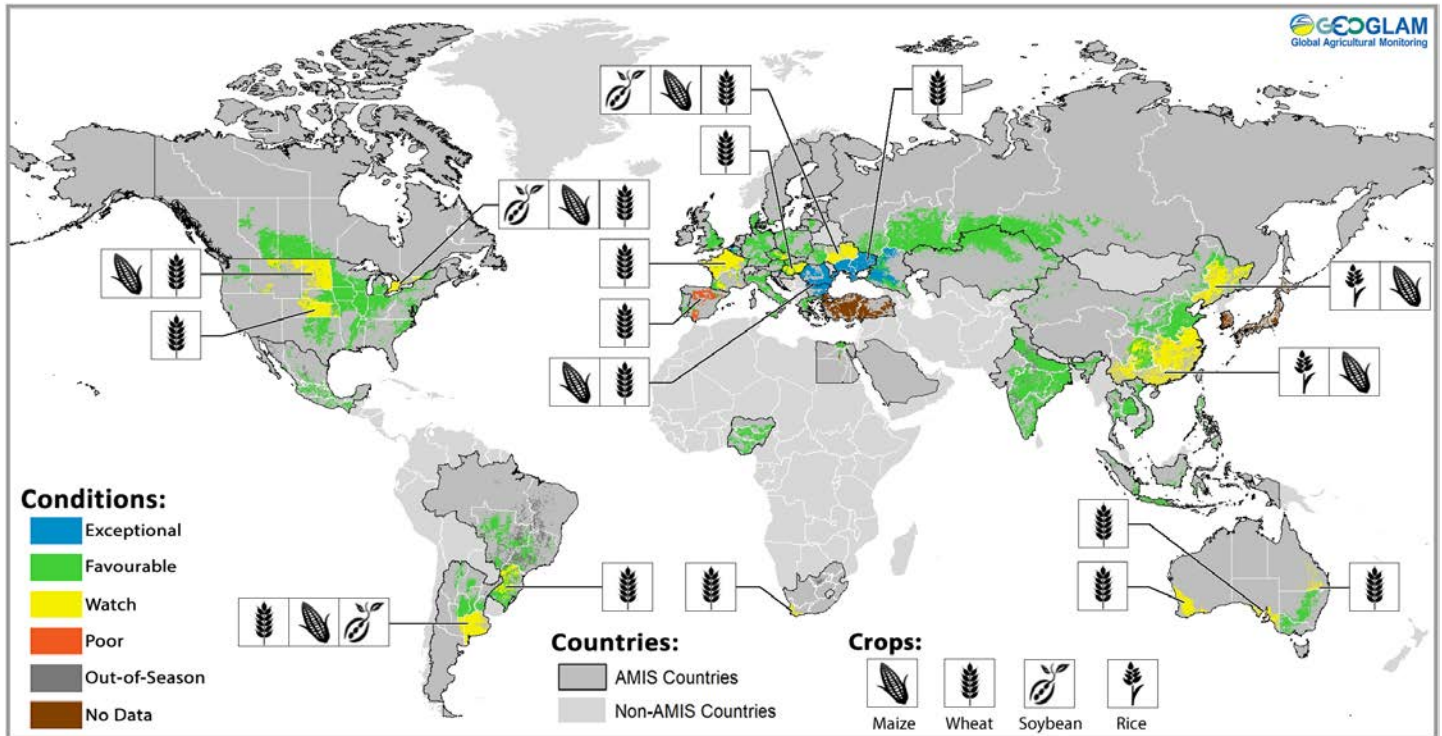 GEOGLAM
Global Agricultural Monitoring
Conditions:
Exceptional
Favourable
Watch
Poor
Out-of-Season
No Data
Countries:
AMIS Countries
Non-AMIS Countries
Crops:
Maize
Wheat
Soybean
Rice